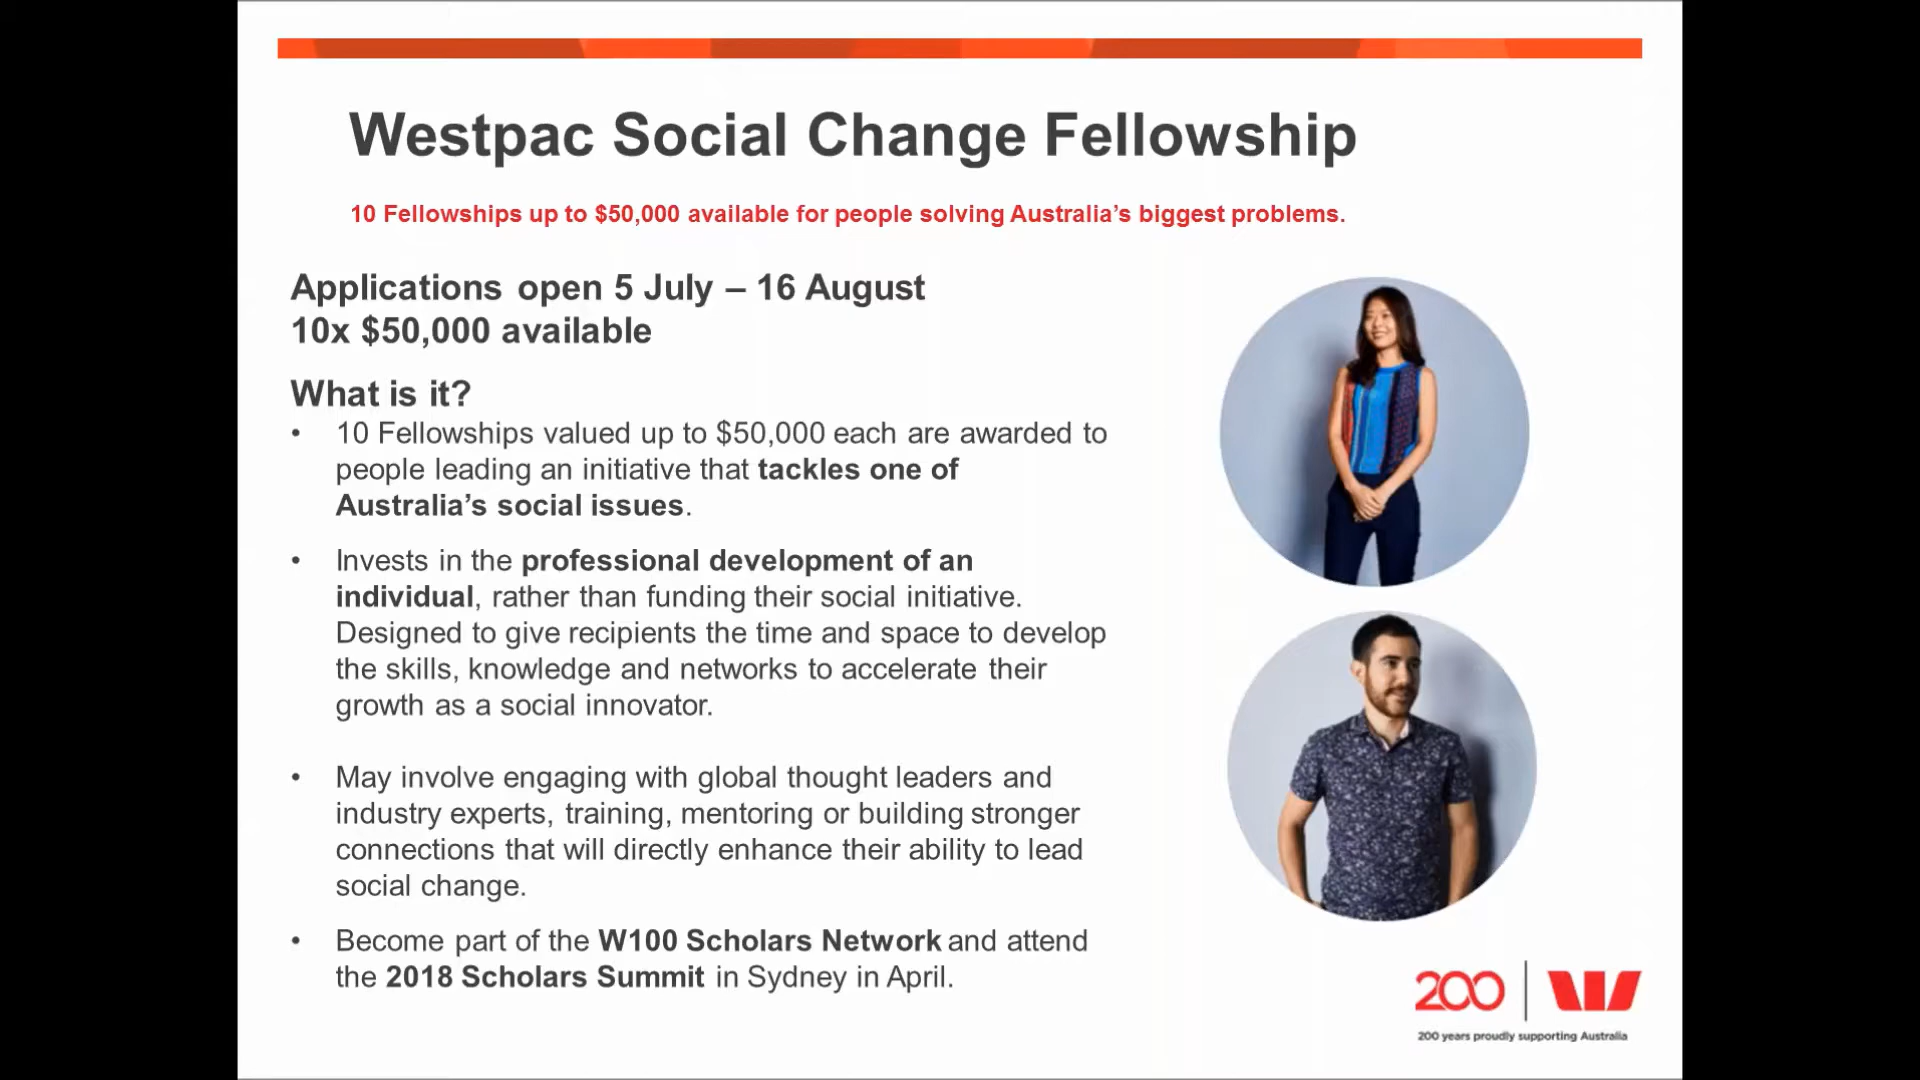 Westpac Social Change Fellowship
10 Fellowships up to $50,000 available for people solving Australia’s biggest problems.
Applications open 5 July – 16 August
10x $50,000 available
What is it?
• 10 Fellowships valued up to $50,000 each are awarded to
people leading an initiative that tackles one of
Australia’s social issues.
• Invests in the professional development of an
individual, rather than funding their social initiative.
Designed to give recipients the time and space to develop
the skills, knowledge and networks to accelerate their
growth as a social innovator.
• May involve engaging with global thought leaders and
industry experts, training, mentoring or building stronger
connections that will directly enhance their ability to lead
social change.
• Become part of the W100 Scholars Network and attend
the 2018 Scholars Summit in Sydney in April.
200
200 years proudly supporting Australia